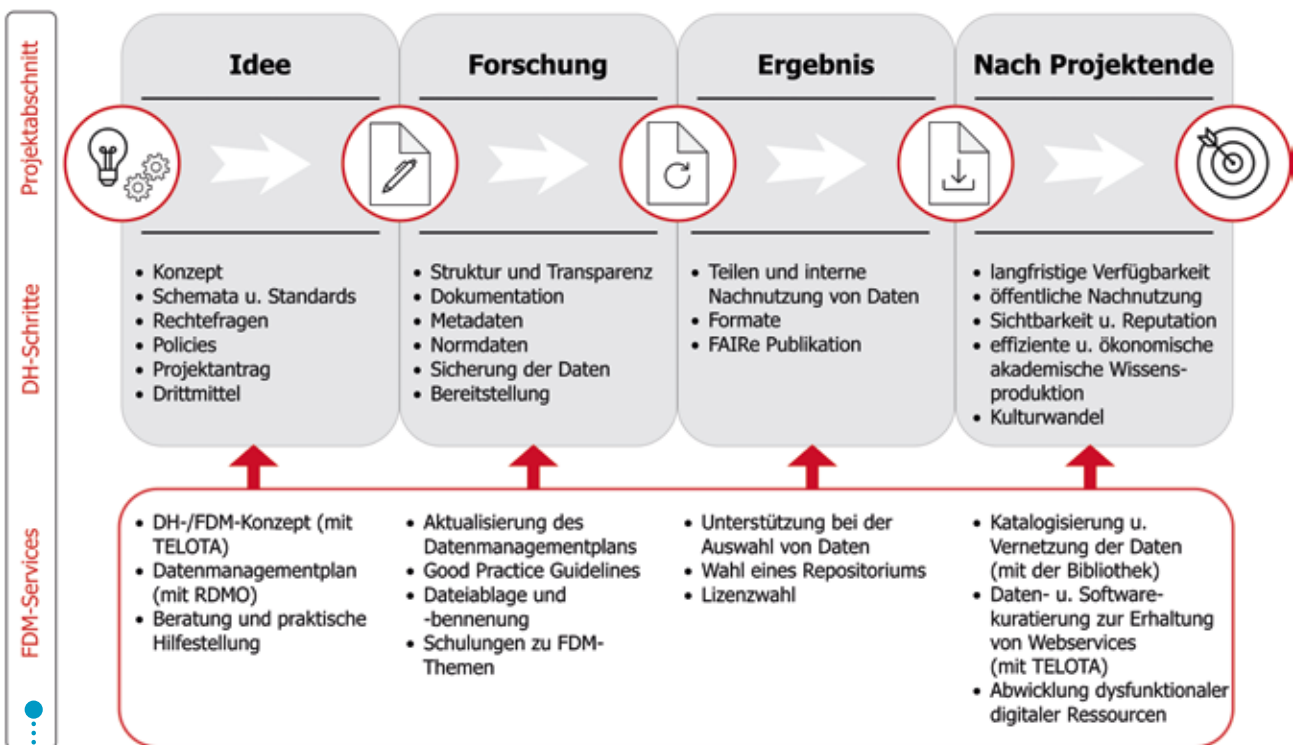 Projektabschnitt
Idee
Forschung
Ergebnis
Nach Projektende
DH-Schritte
• Konzept
• Schemata u. Standards
• Rechtefragen
• Policies
• Projektantrag
• Drittmittel
• Struktur und Transparenz
• Dokumentation
• Metadaten
• Normdaten
• Sicherung der Daten
• Bereitstellung
• Teilen und interne
Nachnutzung von Daten
• Formate
• FAIRe Publikation
• langfristige Verfügbarkeit
• öffentliche Nachnutzung
• Sichtbarkeit u. Reputation
• effiziente u. ökonomische
akademische Wissens-
produktion
• Kulturwandel
FDM-Services
• DH-/FDM-Konzept (mit
TELOTA)
• Datenmanagementplan
(mit RDMO)
• Beratung und praktische
Hilfestellung
• Aktualisierung des
Datenmanagementplans
• Good Practice Guidelines
• Dateiablage und
-bennenung
• Schulungen zu FDM-
Themen
• Unterstützung bei der
Auswahl von Daten
• Wahl eines Repositoriums
• Lizenzwahl
• Katalogisierung u.
Vernetzung der Daten
(mit der Bibliothek)
• Daten- u. Software-
kuratierung zur Erhaltung
von Webservices
(mit TELOTA)
• Abwicklung dysfunktionaler
digitaler Ressourcen